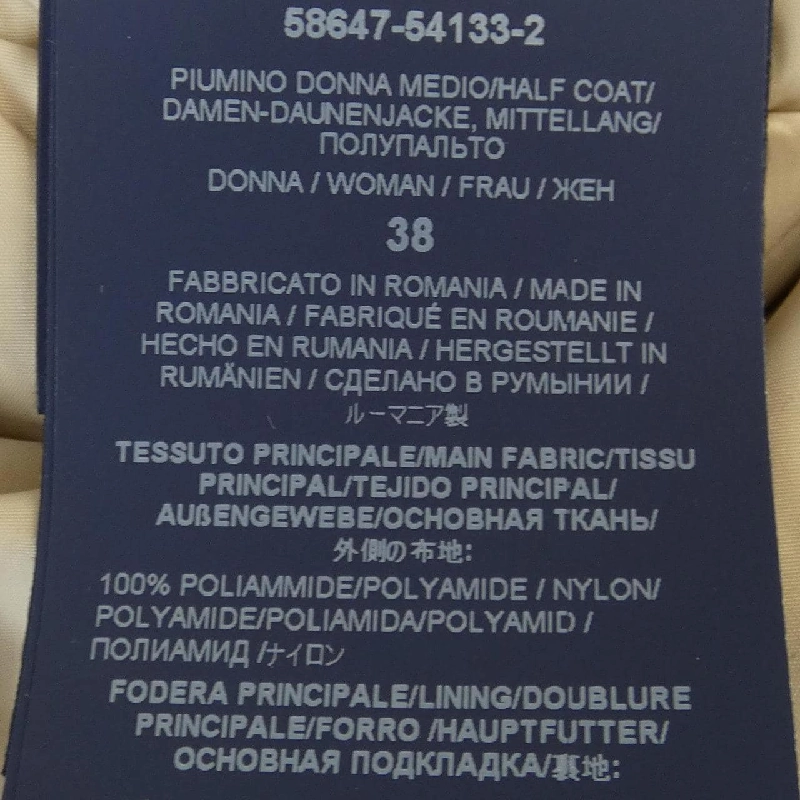 58647-54133-2
PIUMINO DONNA MEDIO/HALF COAT/
DAMEN-DAUNENJACKE, MITTELLANG/
ПОЛУПАЛЬТО
DONNA / WOMAN / FRAU / ЖЕН
38
FABBRICATO IN ROMANIA / MADE IN
ROMANIA / FABRIQUÉ EN ROUMANIE /
HECHO EN RUMANIA / HERGESTELLT IN
RUMÄNIEN / СДЕЛАНО В РУМЫНИИ /
ルーマニア製
TESSUTO PRINCIPALE/MAIN FABRIC/TISSU
PRINCIPAL/TEJIDO PRINCIPAL/
AUßENGEWEBE/ОСНОВНАЯ ТКАНЬ/
外側の布地:
100% POLIAMMIDE/POLYAMIDE / NYLON/
POLYAMIDE/POLIAMIDA/POLYAMID /
ПОЛИАМИД /ナイロン
FODERA PRINCIPALE/LINING/DOUBLURE
PRINCIPALE/FORRO /HAUPTFUTTER/
ОСНОВНАЯ ПОДКЛАДКА/裏地: